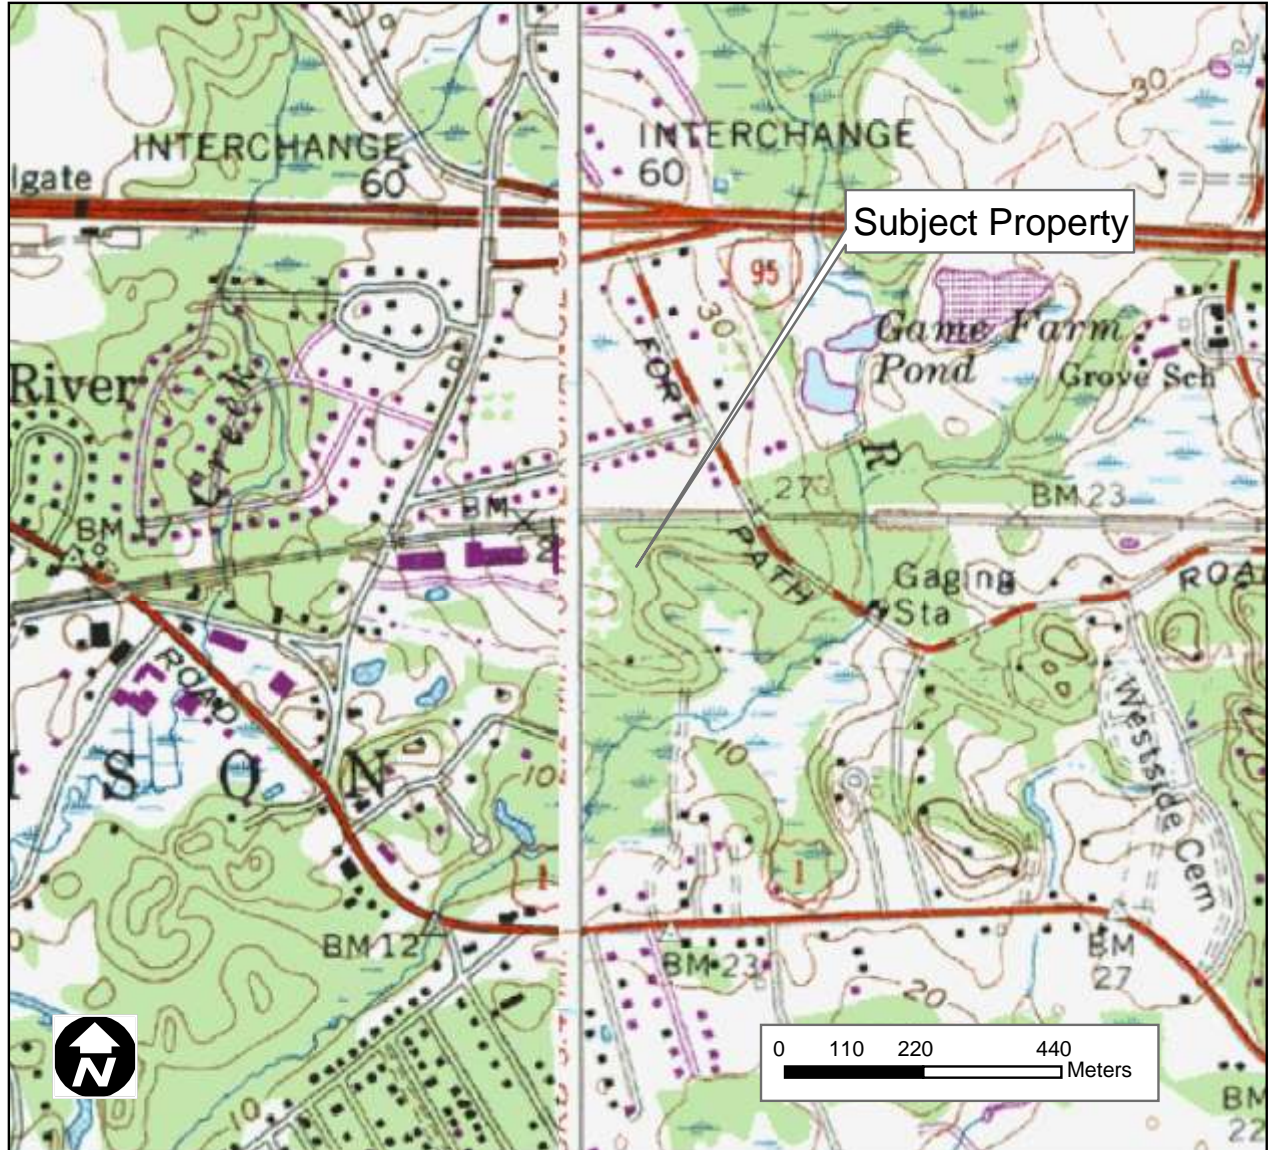 INTERCHANGE
60
INTERCHANGE
60
30
lgate
Subject Property
95
30
Game Farm
Pond
Grove Sch
FORT
River
Creek
R
27
BM 23
BM 17
BM
PATH
Gaging
Sta
ROA
ROAD
Westside Cem
I S O N
10
10
BM 12
BM 23
BM
27
20
10
N
0 110 220 440
Meters
BM
22